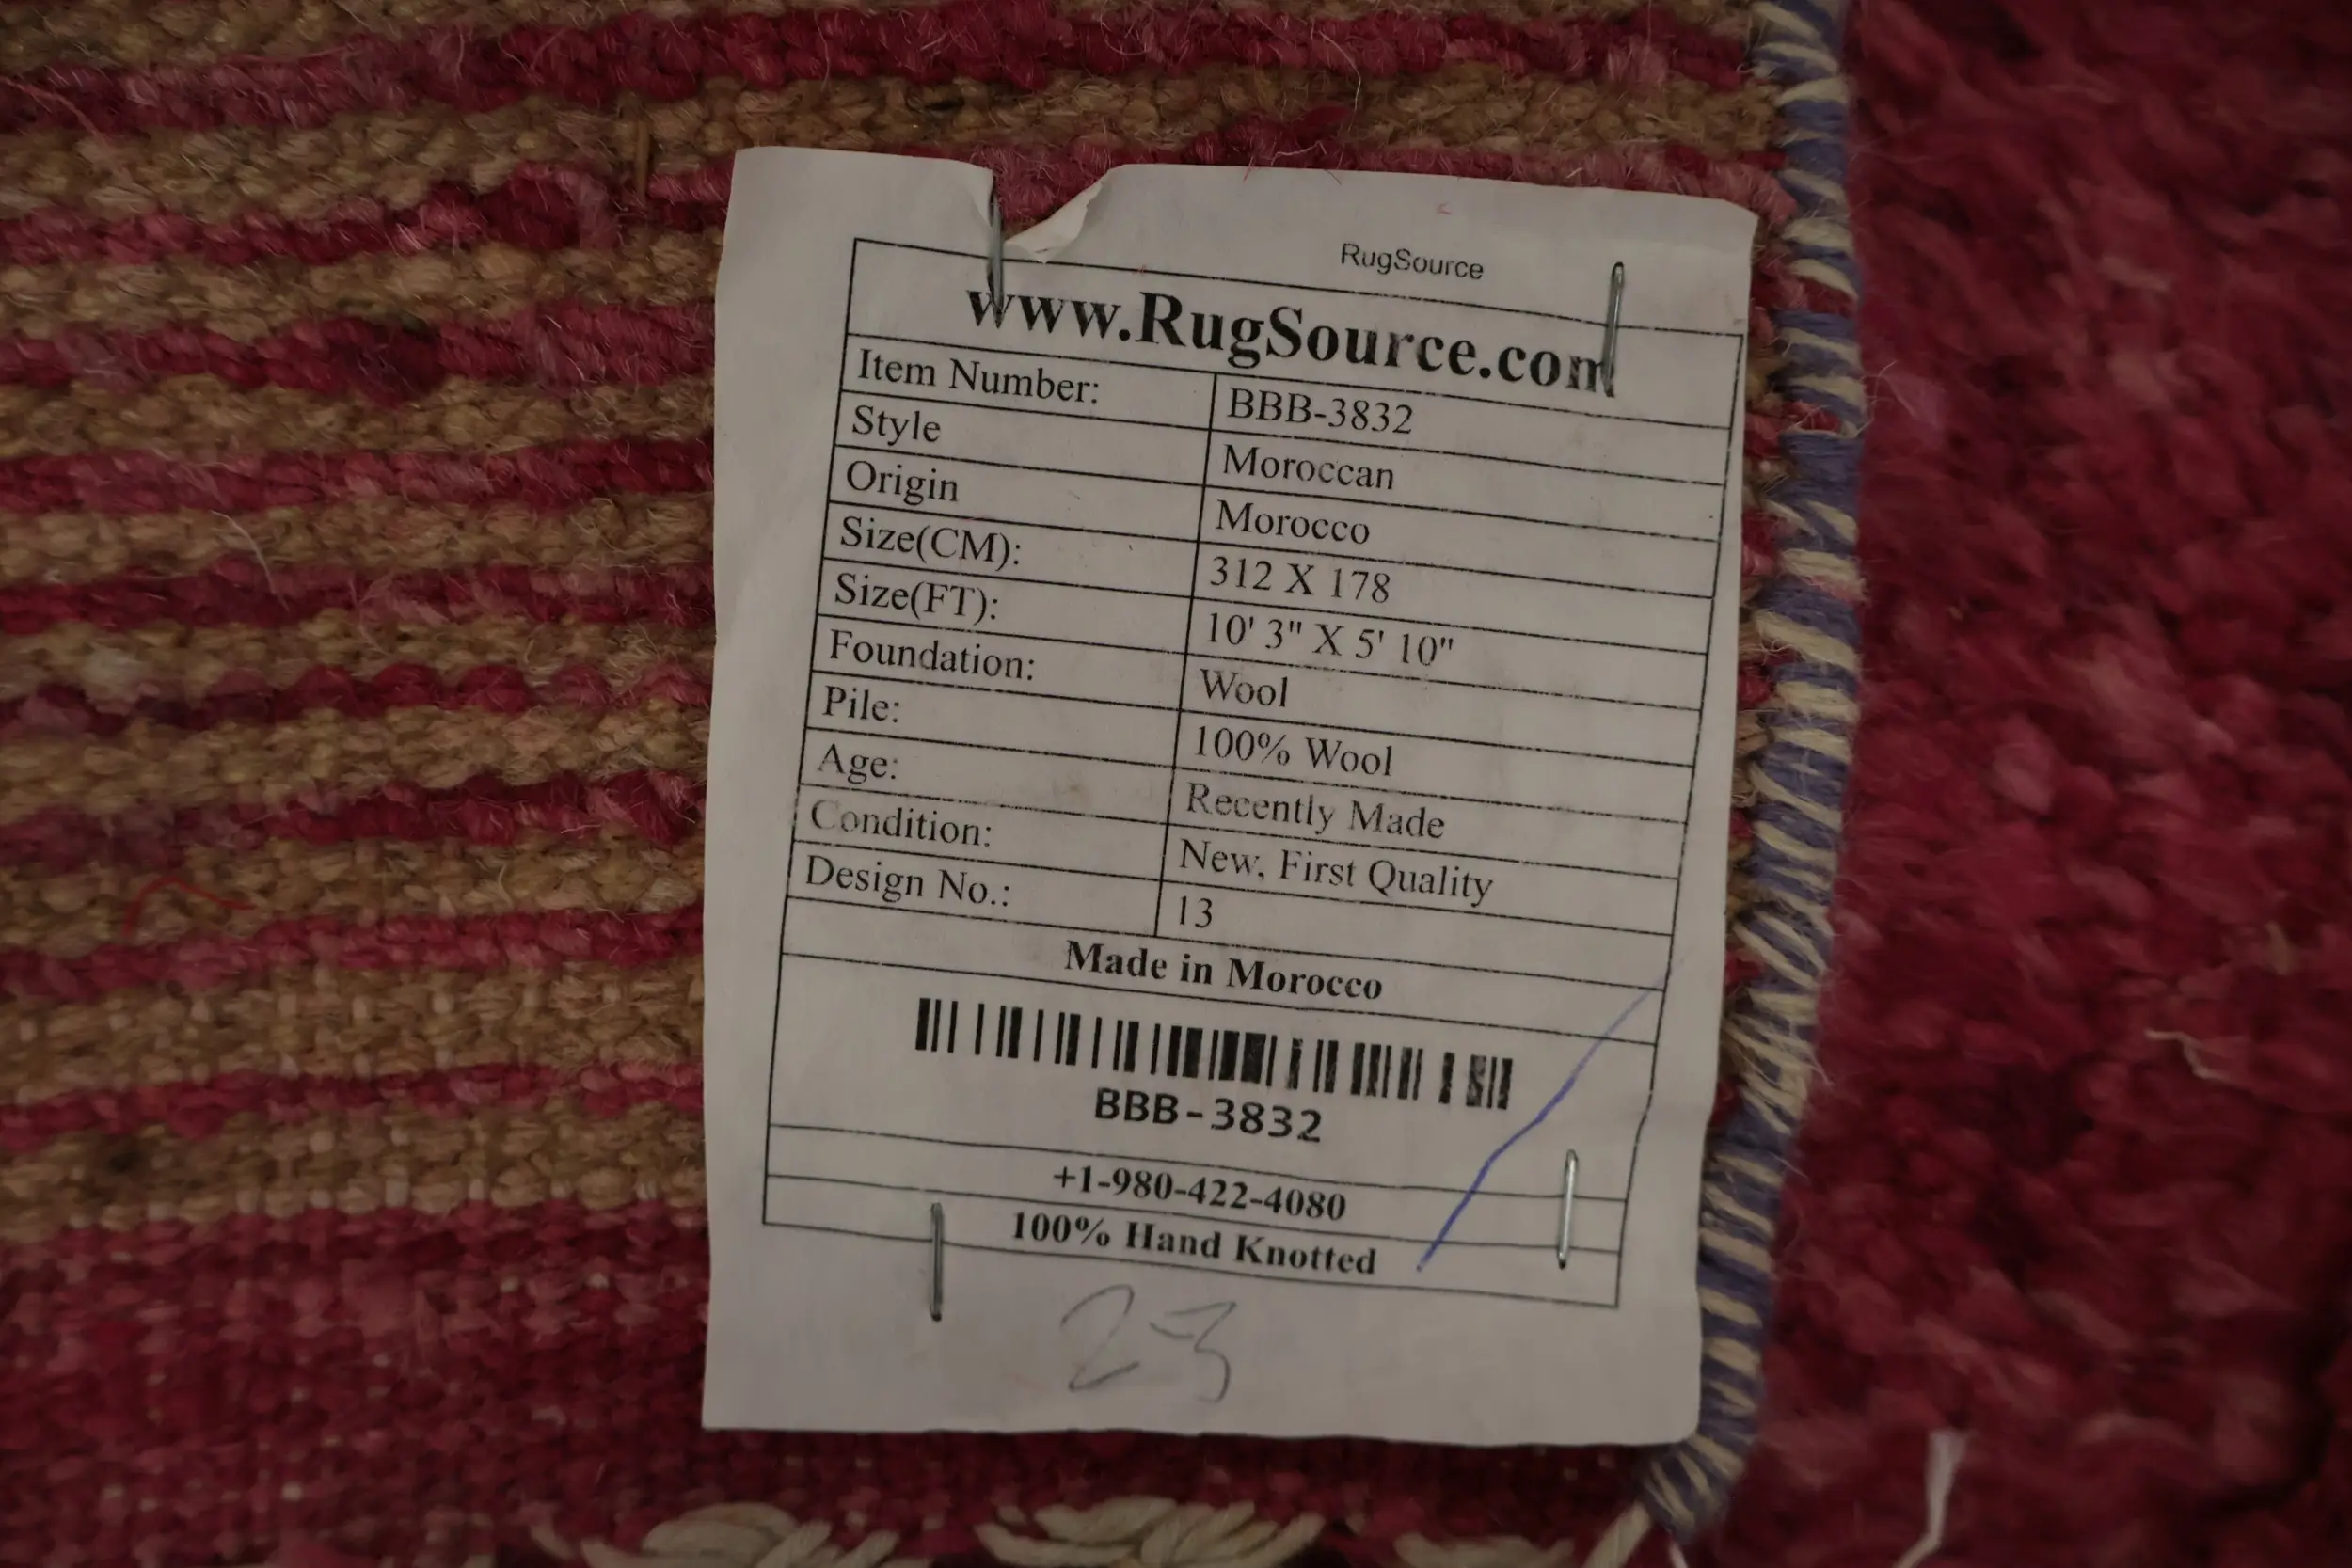 RugSource
www.RugSource.com
Item Number: BBB-3832
Style Moroccan
Origin Morocco
Size(CM): 312 X 178
Size(FT): 10' 3" X 5' 10"
Foundation: Wool
Pile: 100% Wool
Age: Recently Made
Condition: New, First Quality
Design No.: 13
Made in Morocco
BBB-3832
+1-980-422-4080
100% Hand Knotted
23